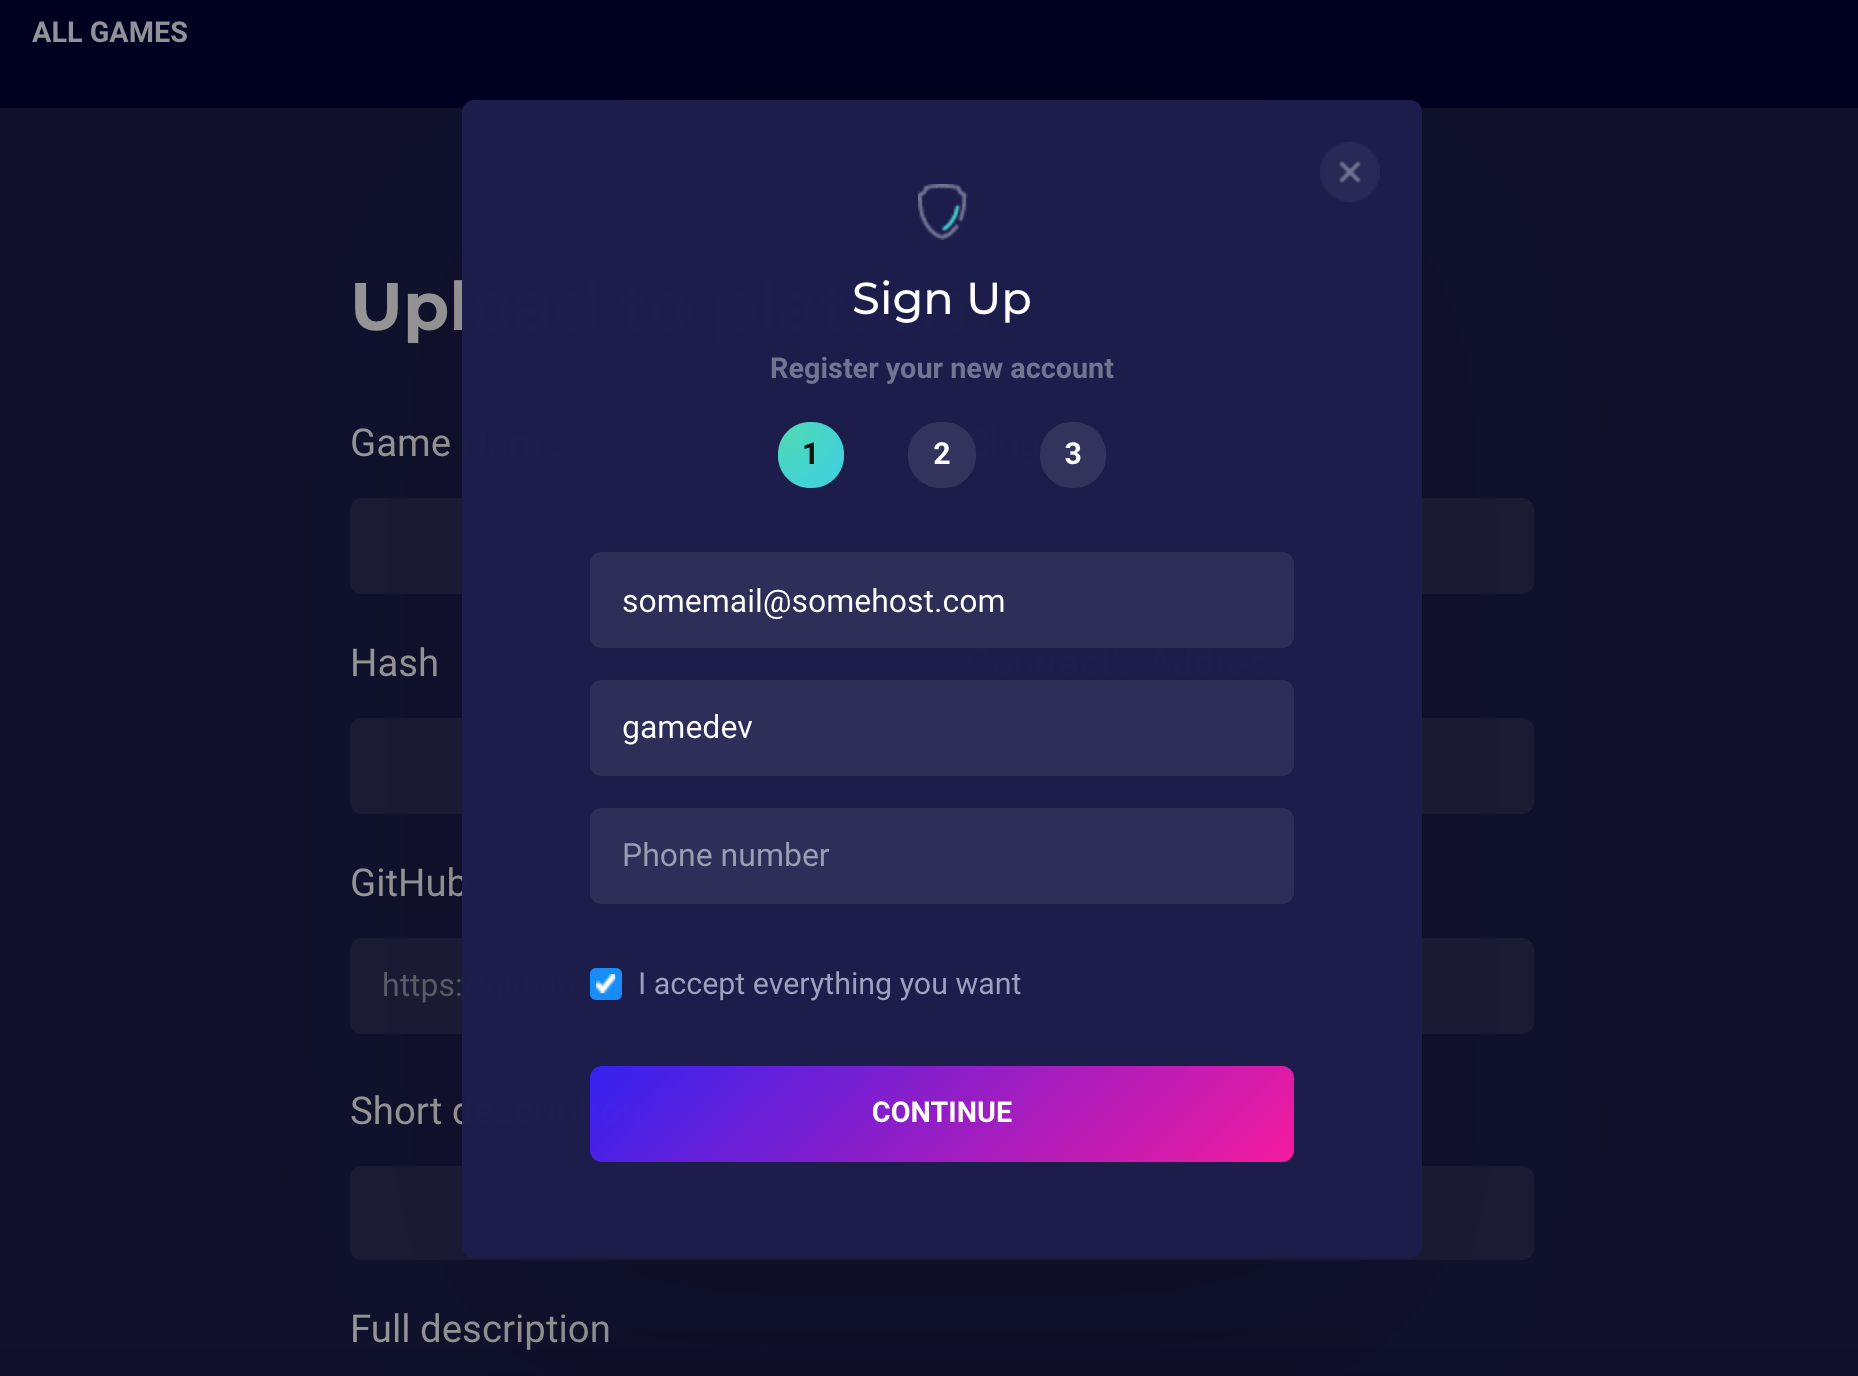 ALL GAMES
Sign Up
Register your new account
1 2 3
somemail@somehost.com
gamedev
Phone number
I accept everything you want
CONTINUE
Upl
Game
Hash
GitHub
https:
Short
Full description